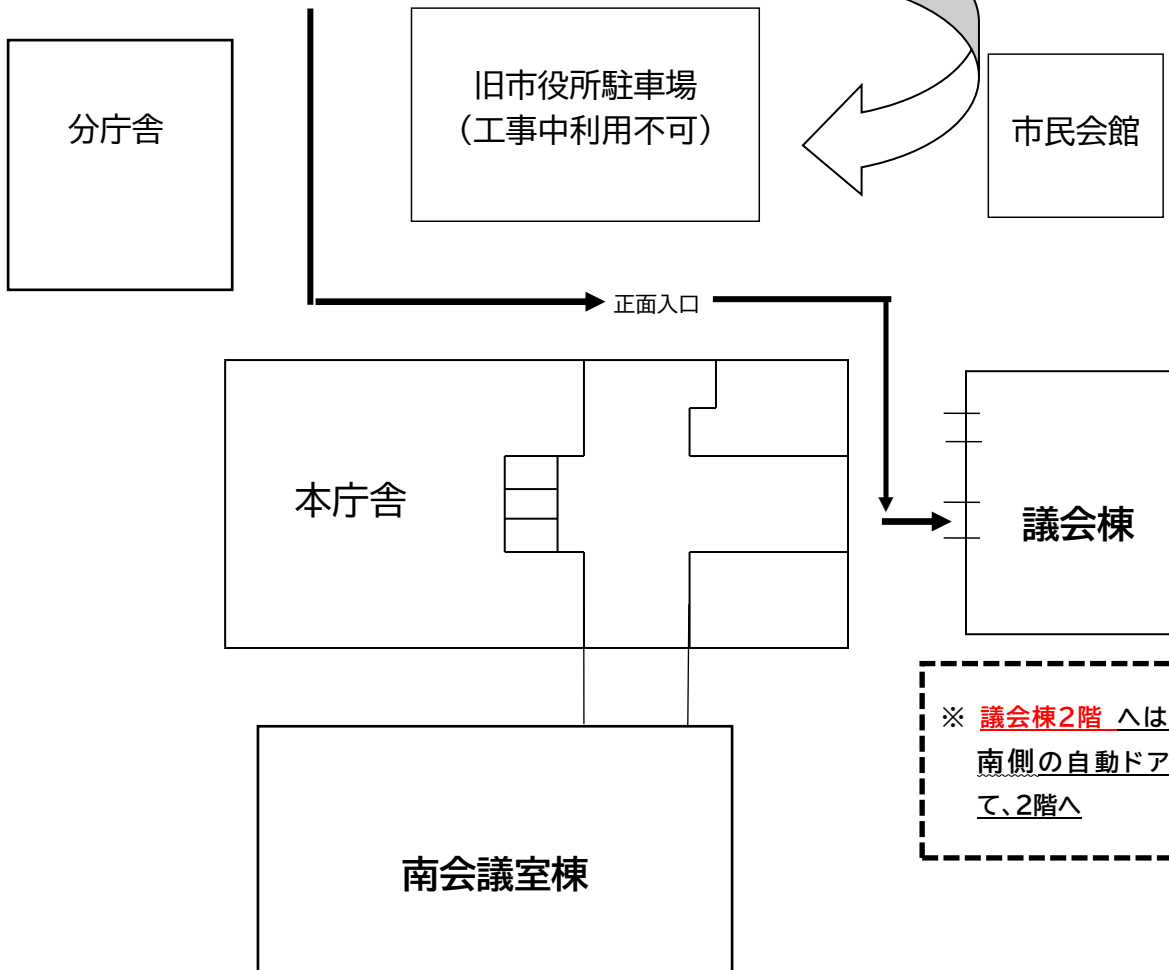 分庁舎
旧市役所駐車場
（工事中利用不可）
市民会館
正面入口
本庁舎
議会棟
※ 議会棟2階 へは
南側の自動ドア
て、2階へ
南会議室棟